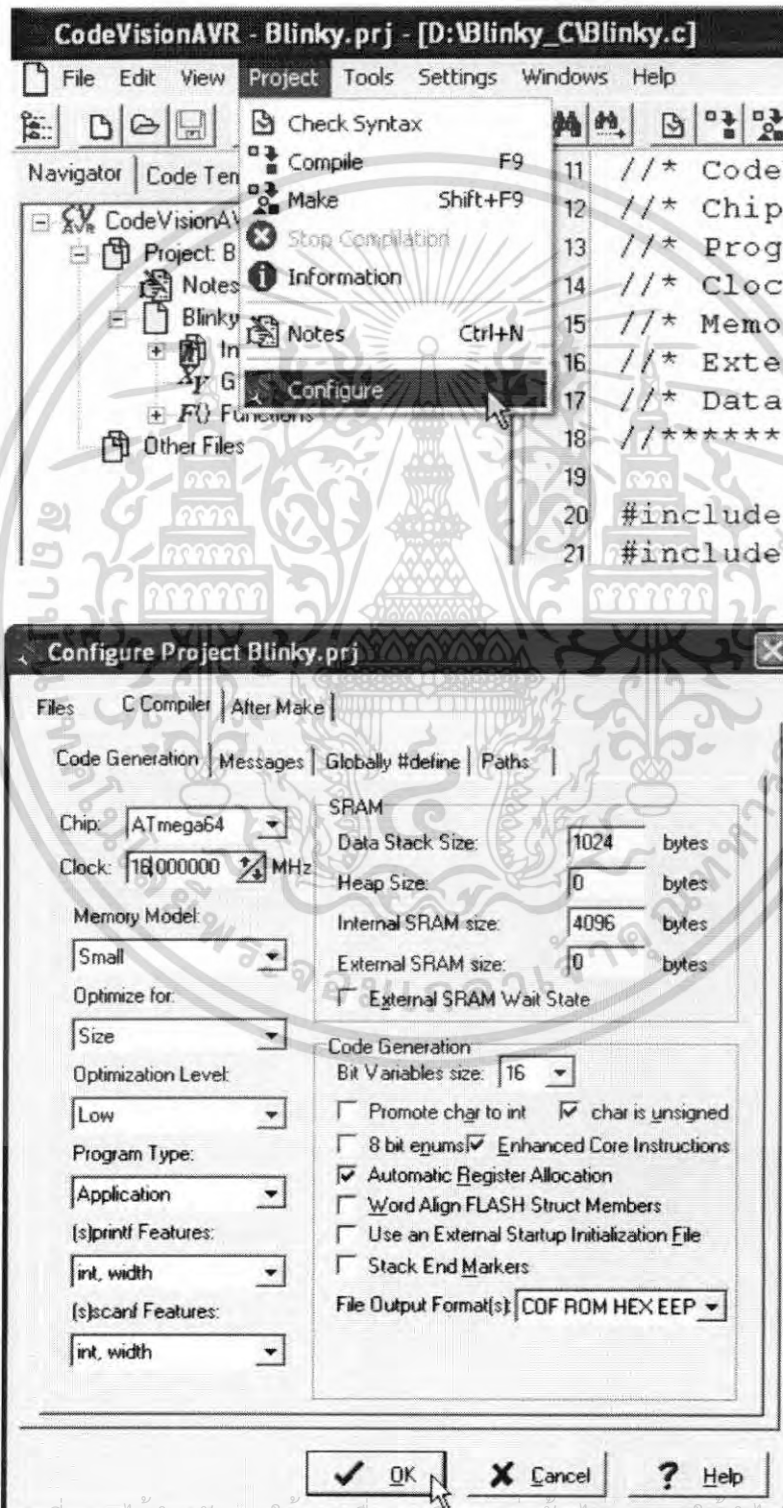 CodeVisionAVR - Blinky.prj - [D:\Blinky_C\Blinky.c]
File Edit View Project Tools Settings Windows Help
Navigator Code Tem
CodeVisionAV
Project: B
Notes
Blinky
In
G
F() Functions
Other Files
Check Syntax
Compile F9
Make Shift+F9
Stop Compilation
Information
Notes Ctrl+N
Configure
11 //* Code
12 //* Chip
13 //* Prog
14 //* Cloc
15 //* Memo
16 //* Exte
17 //* Data
18 //******
19
20 #include
21 #include
Configure Project Blinky.prj
Files C Compiler After Make
Code Generation Messages Globally #define Paths
Chip: ATmega64
Clock: 16.000000 MHz
Memory Model:
Small
Optimize for:
Size
Optimization Level:
Low
Program Type:
Application
(s)printf Features:
int, width
(s)scanf Features:
int, width
SRAM
Data Stack Size: 1024 bytes
Heap Size: 0 bytes
Internal SRAM size: 4096 bytes
External SRAM size: 0 bytes
External SRAM Wait State
Code Generation
Bit Variables size: 16
Promote char to int char is unsigned
8 bit enums Enhanced Core Instructions
Automatic Register Allocation
Word Align FLASH Struct Members
Use an External Startup Initialization File
Stack End Markers
File Output Format(s): COF ROM HEX EEP
OK Cancel Help